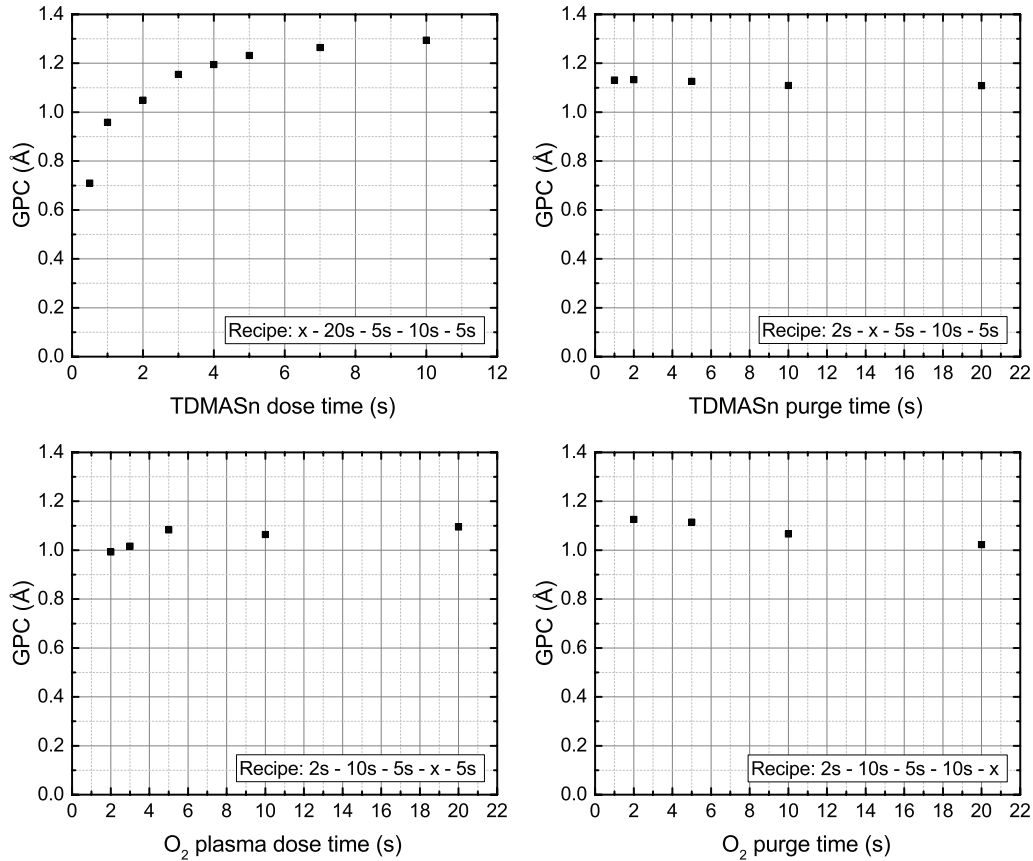 1.4
1.2
1.0
0.8
0.6
0.4
0.2
0.0
GPC (Å)
0 2 4 6 8 10 12
TDMASn dose time (s)
Recipe: x - 20s - 5s - 10s - 5s
1.4
1.2
1.0
0.8
0.6
0.4
0.2
0.0
GPC (Å)
0 2 4 6 8 10 12 14 16 18 20 22
TDMASn purge time (s)
Recipe: 2s - x - 5s - 10s - 5s
1.4
1.2
1.0
0.8
0.6
0.4
0.2
0.0
GPC (Å)
0 2 4 6 8 10 12 14 16 18 20 22
O₂ plasma dose time (s)
Recipe: 2s - 10s - 5s - x - 5s
1.4
1.2
1.0
0.8
0.6
0.4
0.2
0.0
GPC (Å)
0 2 4 6 8 10 12 14 16 18 20 22
O₂ purge time (s)
Recipe: 2s - 10s - 5s - 10s - x